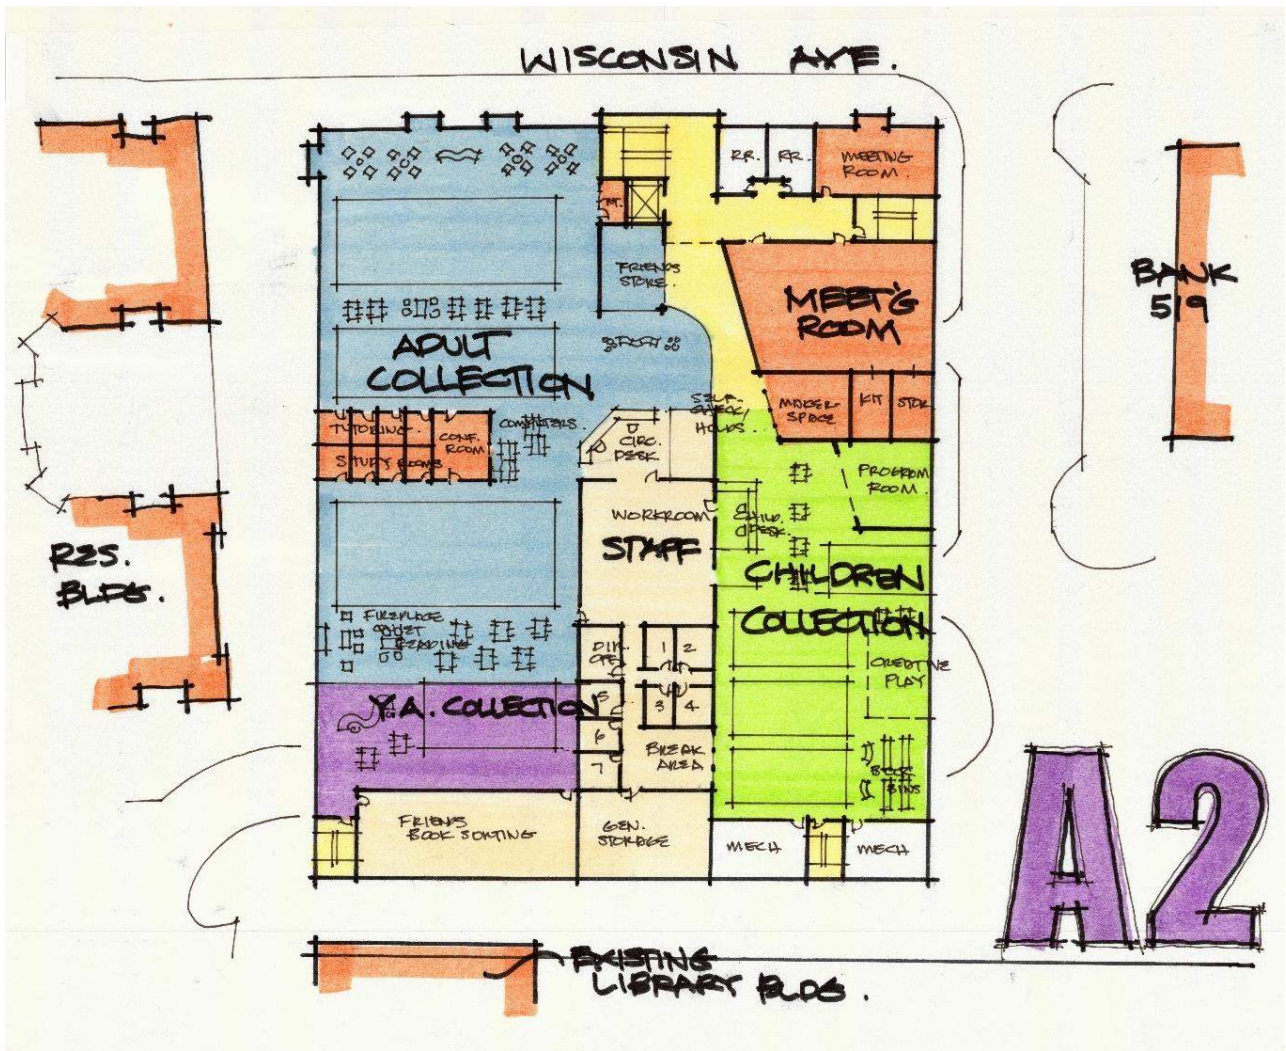 WISCONSIN AVE.
RR.
RR.
MEETING
ROOM.
MT.
FRIENDS
STORE.
MEET'G
ROOM
BANK
519
ADULT
COLLECTION
SELF-
CHECK/
HOLDS.
MAKER-
SPACE
KIT
STOR.
TUTORING.
STUDY ROOMS
CONF.
ROOM
COMPUTERS.
CIRC.
DESK.
PROGRAM
ROOM.
WORKROOM
STAFF
CHILD.
DESK.
CHILDREN
COLLECTION
RES.
BLDG.
FIREPLACE
QUIET
READING
DIR.
OFF.
1
2
3
4
5
6
7
CREATIVE
PLAY
Y.A. COLLECTION
BREAK
AREA
BOOK
BINS
FRIENDS
BOOK SORTING
GEN.
STORAGE
MECH
MECH
A2
EXISTING
LIBRARY BLDG.